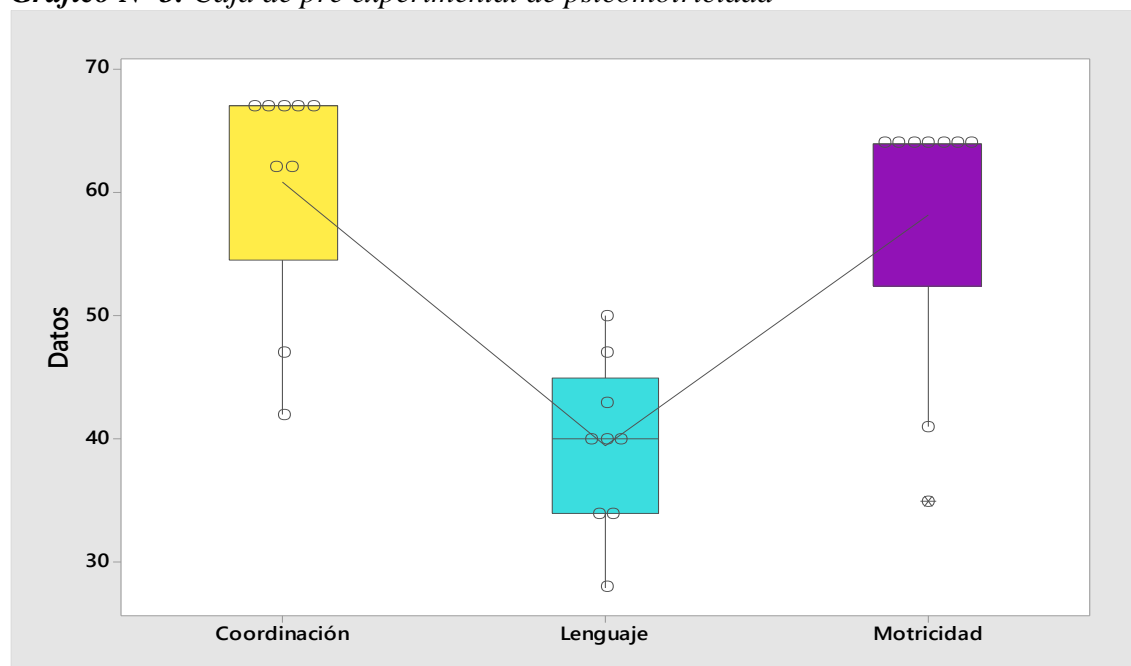 Gráfico N° 3: Caja de pre experimental de psicomotricidad
70
60
50
40
30
Datos
Coordinación Lenguaje Motricidad